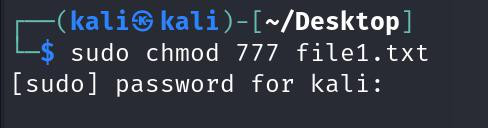 ┌──(kali㉿kali)-[~/Desktop]
└─$ sudo chmod 777 file1.txt
[sudo] password for kali: